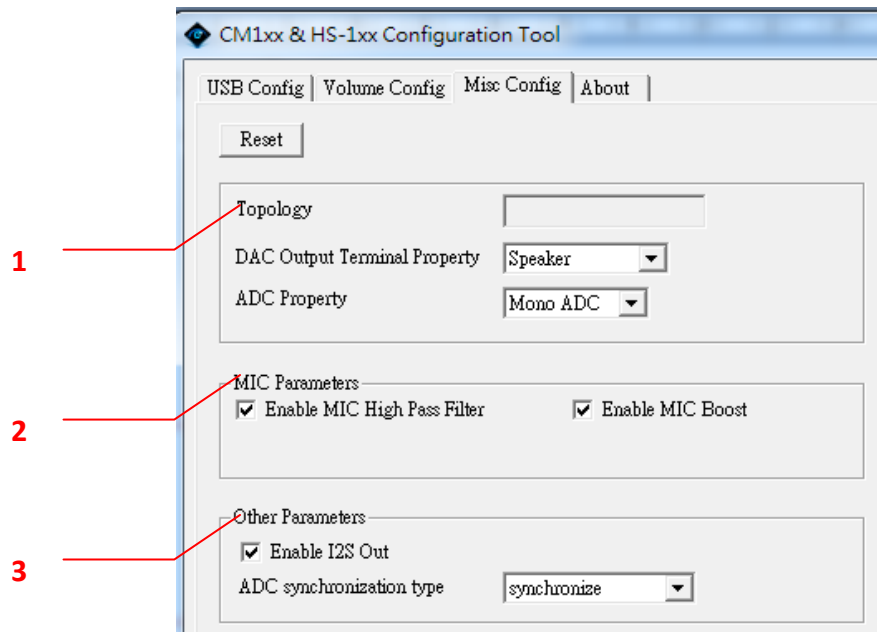 CM1xx & HS-1xx Configuration Tool
USB Config Volume Config Misc Config About
Reset
1
Topology
DAC Output Terminal Property Speaker
ADC Property Mono ADC
2
MIC Parameters
Enable MIC High Pass Filter Enable MIC Boost
3
Other Parameters
Enable I2S Out
ADC synchronization type synchronize